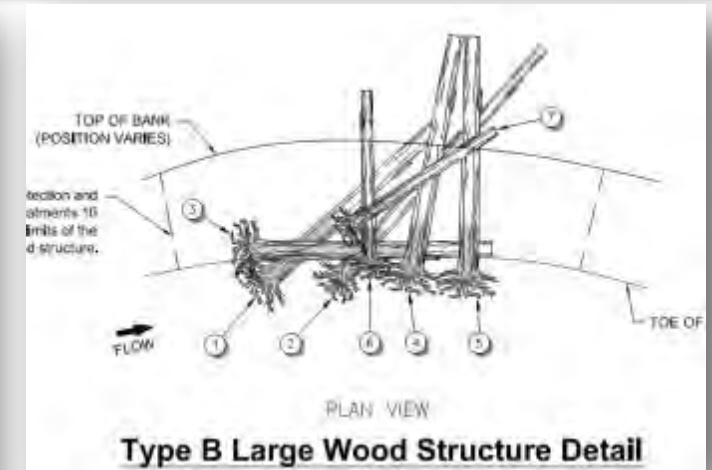 TOP OF BANK
(POSITION VARIES)
tection and
atments 10
imits of the
d structure.
3
7
1
2
6
4
5
FLOW
TOE OF
PLAN VIEW
Type B Large Wood Structure Detail